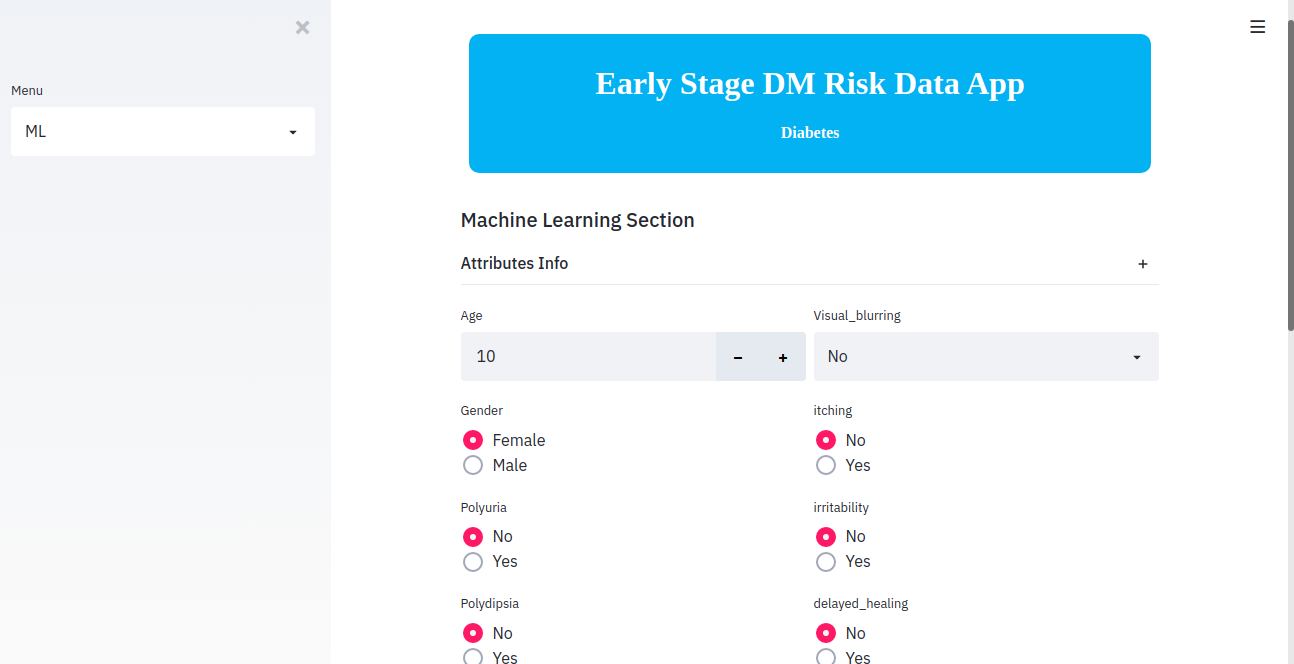 Menu
ML
Early Stage DM Risk Data App
Diabetes
Machine Learning Section
Attributes Info
+
Age
10
− +
Visual_blurring
No
Gender
Female
Male
itching
No
Yes
Polyuria
No
Yes
irritability
No
Yes
Polydipsia
No
Yes
delayed_healing
No
Yes